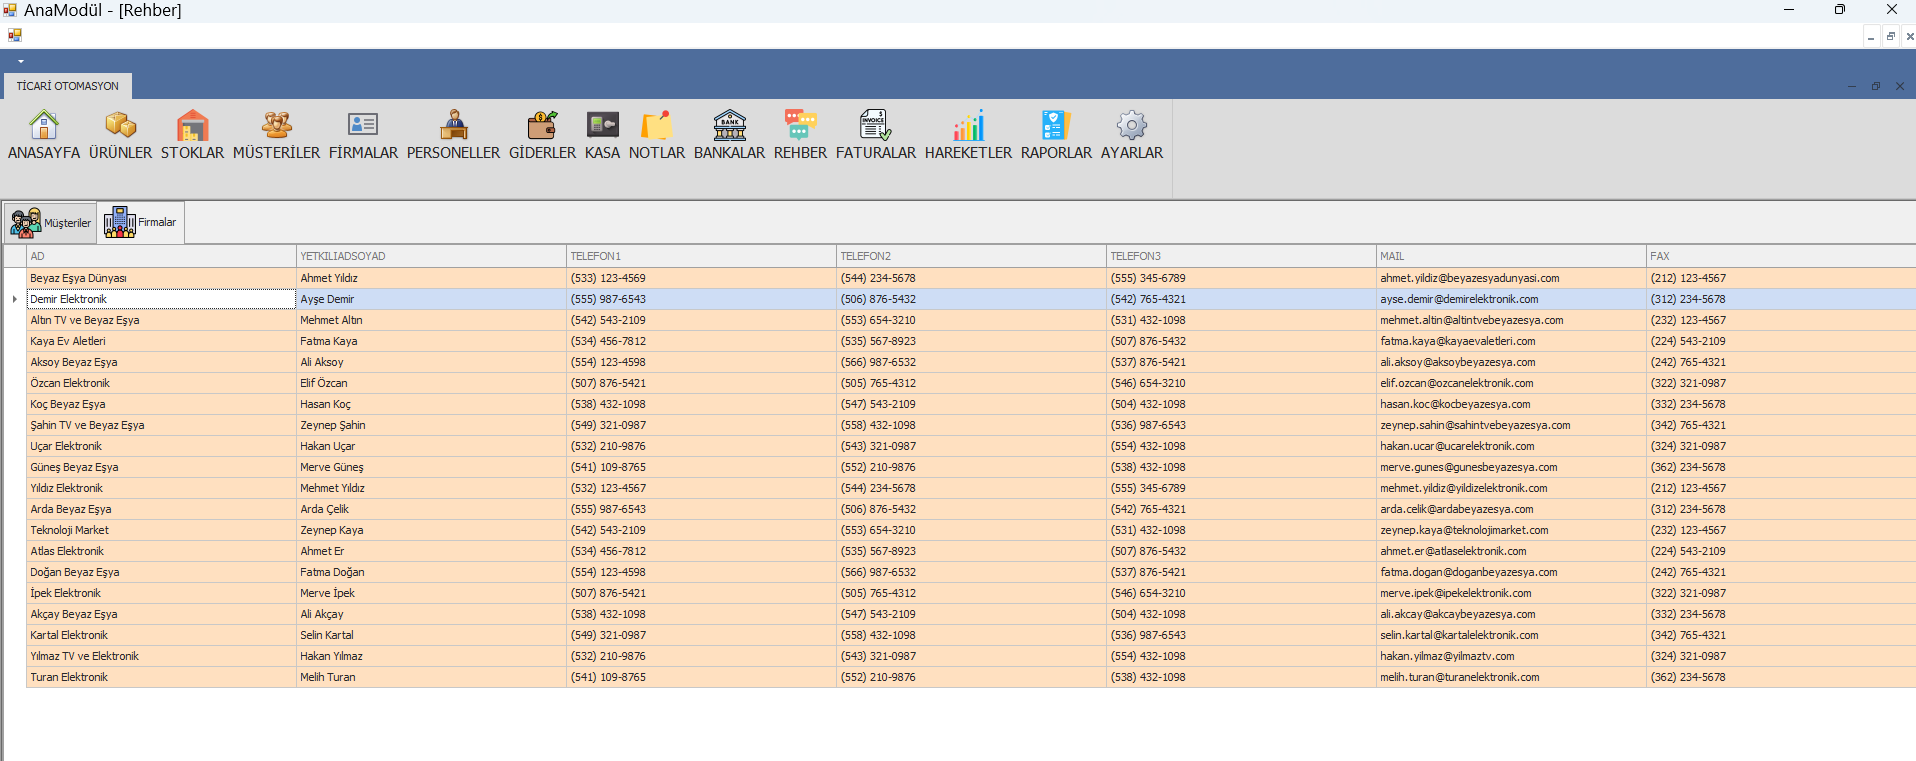 AnaModül - [Rehber]
TİCARİ OTOMASYON
ANASAYFA ÜRÜNLER STOKLAR MÜSTERİLER FİRMALAR PERSONELLER GİDERLER KASA NOTLAR BANKALAR REHBER FATURALAR HAREKETLER RAPORLAR AYARLAR
Müşteriler Firmalar
AD YETKILIADSOYAD TELEFON1 TELEFON2 TELEFON3 MAIL FAX
Beyaz Eşya Dünyası Ahmet Yıldız (533) 123-4569 (544) 234-5678 (555) 345-6789 ahmet.yildiz@beyazesyadunyasi.com (212) 123-4567
Demir Elektronik Ayşe Demir (555) 987-6543 (506) 876-5432 (542) 765-4321 ayse.demir@demirelektronik.com (312) 234-5678
Altın TV ve Beyaz Eşya Mehmet Altın (542) 543-2109 (553) 654-3210 (531) 432-1098 mehmet.altin@altintvebeyazesya.com (232) 123-4567
Kaya Ev Aletleri Fatma Kaya (534) 456-7812 (535) 567-8923 (507) 876-5432 fatma.kaya@kayaevaletleri.com (224) 543-2109
Aksoy Beyaz Eşya Ali Aksoy (554) 123-4598 (566) 987-6532 (537) 876-5421 ali.aksoy@aksoybeyazesya.com (242) 765-4321
Özcan Elektronik Elif Özcan (507) 876-5421 (505) 765-4312 (546) 654-3210 elif.ozcan@ozcanelektronik.com (322) 321-0987
Koç Beyaz Eşya Hasan Koç (538) 432-1098 (547) 543-2109 (504) 432-1098 hasan.koc@kocbeyazesya.com (332) 234-5678
Şahin TV ve Beyaz Eşya Zeynep Şahin (549) 321-0987 (558) 432-1098 (536) 987-6543 zeynep.sahin@sahintvebeyazesya.com (342) 765-4321
Uçar Elektronik Hakan Uçar (532) 210-9876 (543) 321-0987 (554) 432-1098 hakan.ucar@ucarelektronik.com (324) 321-0987
Güneş Beyaz Eşya Merve Güneş (541) 109-8765 (552) 210-9876 (538) 432-1098 merve.gunes@gunesbeyazesya.com (362) 234-5678
Yıldız Elektronik Mehmet Yıldız (532) 123-4567 (544) 234-5678 (555) 345-6789 mehmet.yildiz@yildizelektronik.com (212) 123-4567
Arda Beyaz Eşya Arda Çelik (555) 987-6543 (506) 876-5432 (542) 765-4321 arda.celik@ardabeyazesya.com (312) 234-5678
Teknoloji Market Zeynep Kaya (542) 543-2109 (553) 654-3210 (531) 432-1098 zeynep.kaya@teknolojimarket.com (232) 123-4567
Atlas Elektronik Ahmet Er (534) 456-7812 (535) 567-8923 (507) 876-5432 ahmet.er@atlaselektronik.com (224) 543-2109
Doğan Beyaz Eşya Fatma Doğan (554) 123-4598 (566) 987-6532 (537) 876-5421 fatma.dogan@doganbeyazesya.com (242) 765-4321
İpek Elektronik Merve İpek (507) 876-5421 (505) 765-4312 (546) 654-3210 merve.ipek@ipekelektronik.com (322) 321-0987
Akçay Beyaz Eşya Ali Akçay (538) 432-1098 (547) 543-2109 (504) 432-1098 ali.akcay@akcaybeyazesya.com (332) 234-5678
Kartal Elektronik Selin Kartal (549) 321-0987 (558) 432-1098 (536) 987-6543 selin.kartal@kartalelektronik.com (342) 765-4321
Yılmaz TV ve Elektronik Hakan Yılmaz (532) 210-9876 (543) 321-0987 (554) 432-1098 hakan.yilmaz@yilmaztv.com (324) 321-0987
Turan Elektronik Melih Turan (541) 109-8765 (552) 210-9876 (538) 432-1098 melih.turan@turanelektronik.com (362) 234-5678